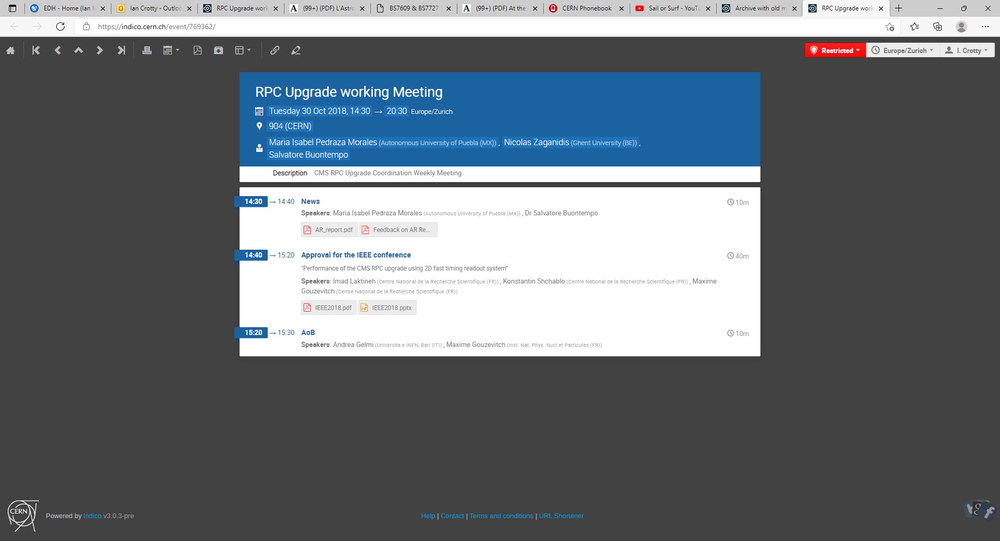 EDH - Home (Ian M
Ian Crotty - Outloo
RPC Upgrade work
(99+) (PDF) L'Astro
BS7609 & BS7727
(99+) (PDF) At the
CERN Phonebook
Sail or Surf - YouTu
Archive with old m
RPC Upgrade work
https://indico.cern.ch/event/769362/
Restricted
Europe/Zurich
I. Crotty
RPC Upgrade working Meeting
Tuesday 30 Oct 2018, 14:30 → 20:30 Europe/Zurich
904 (CERN)
Maria Isabel Pedraza Morales (Autonomous University of Puebla (MX)) , Nicolas Zaganidis (Ghent University (BE)) ,
Salvatore Buontempo
Description CMS RPC Upgrade Coordination Weekly Meeting
14:30 → 14:40 News 10m
Speakers: Maria Isabel Pedraza Morales (Autonomous University of Puebla (MX)) , Dr Salvatore Buontempo
AR_report.pdf Feedback on AR Re...
14:40 → 15:20 Approval for the IEEE conference 40m
"Performance of the CMS RPC upgrade using 2D fast timing readout system"
Speakers: Imad Laktineh (Centre National de la Recherche Scientifique (FR)) , Konstantin Shchablo (Centre National de la Recherche Scientifique (FR)) , Maxime
Gouzevitch (Centre National de la Recherche Scientifique (FR))
IEEE2018.pdf IEEE2018.pptx
15:20 → 15:30 AoB 10m
Speakers: Andrea Gelmi (Universita e INFN, Bari (IT)) , Maxime Gouzevitch (Inst. Nat. Phys. Nucl et Particules (FR))
CERN
Powered by Indico v3.0.3-pre
Help | Contact | Terms and conditions | URL Shortener